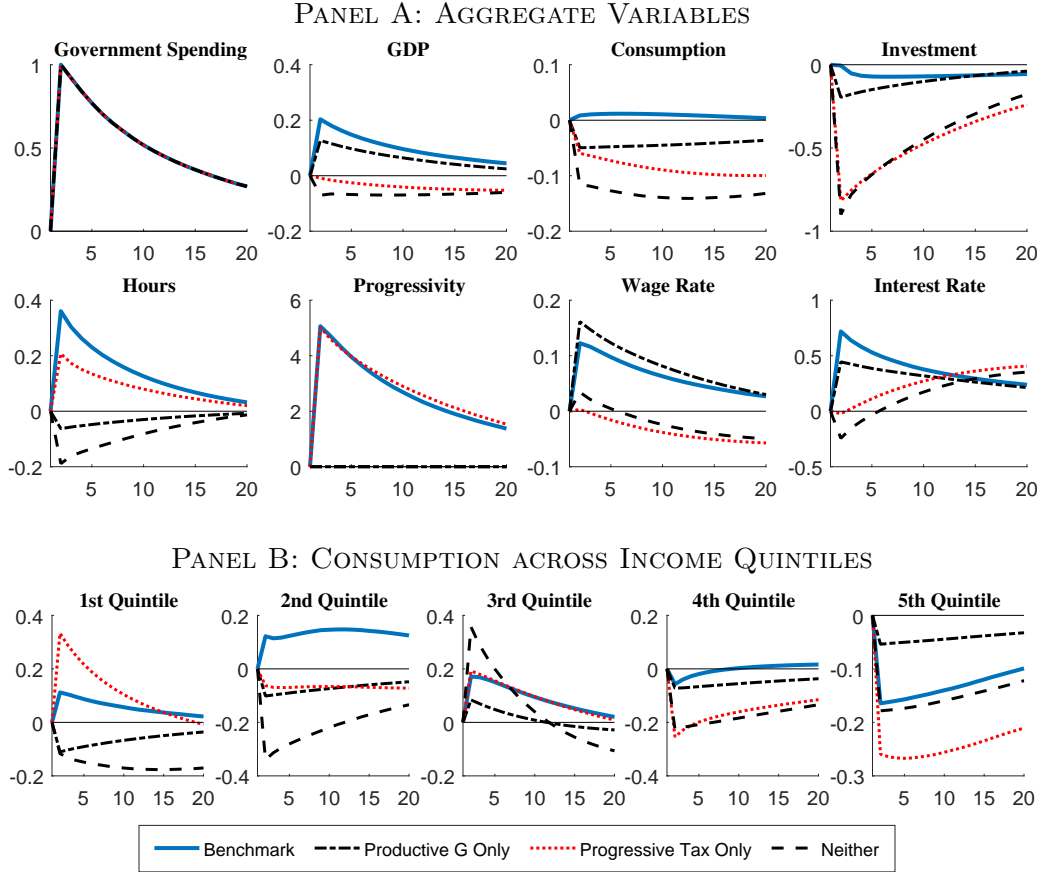 PANEL A: AGGREGATE VARIABLES
Government Spending GDP Consumption Investment
1 0.4 0.1 0
0.2 0
0.5 -0.5
0 -0.1
0 -0.2 -0.2 -1
5 10 15 20 5 10 15 20 5 10 15 20 5 10 15 20
Hours Progressivity Wage Rate Interest Rate
0.4 6 0.2 1
0.2 4 0.1 0.5
0 2 0 0
-0.2 0 -0.1 0.5
5 10 15 20 5 10 15 20 5 10 15 20 5 10 15 20
PANEL B: CONSUMPTION ACROSS INCOME QUINTILES
1st Quintile 2nd Quintile 3rd Quintile 4th Quintile 5th Quintile
0.4 0.2 0.4 0.2 0
0.2 0 0.2 0 -0.1
0 -0.2 0 -0.2 -0.2
-0.2 -0.4 0.2 -0.4 -0.3
5 10 15 20 5 10 15 20 5 10 15 20 5 10 15 20 5 10 15 20
Benchmark Productive G Only Progressive Tax Only Neither